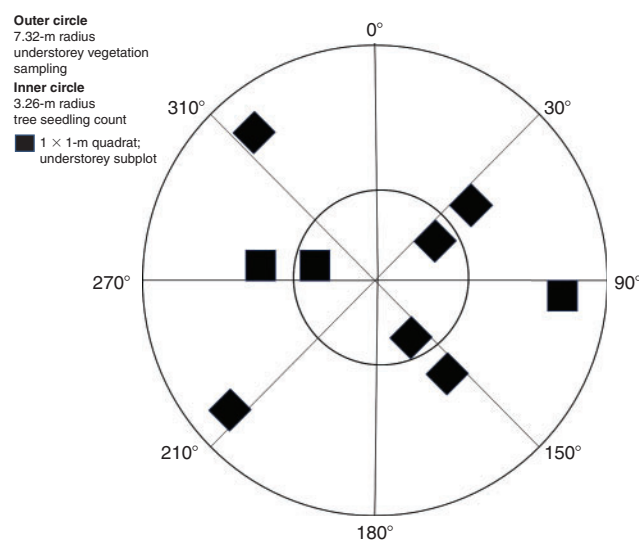 Outer circle
7.32-m radius
understorey vegetation
sampling
Inner circle
3.26-m radius
tree seedling count
1 × 1-m quadrat;
understorey subplot
0°
30°
90°
150°
180°
210°
270°
310°